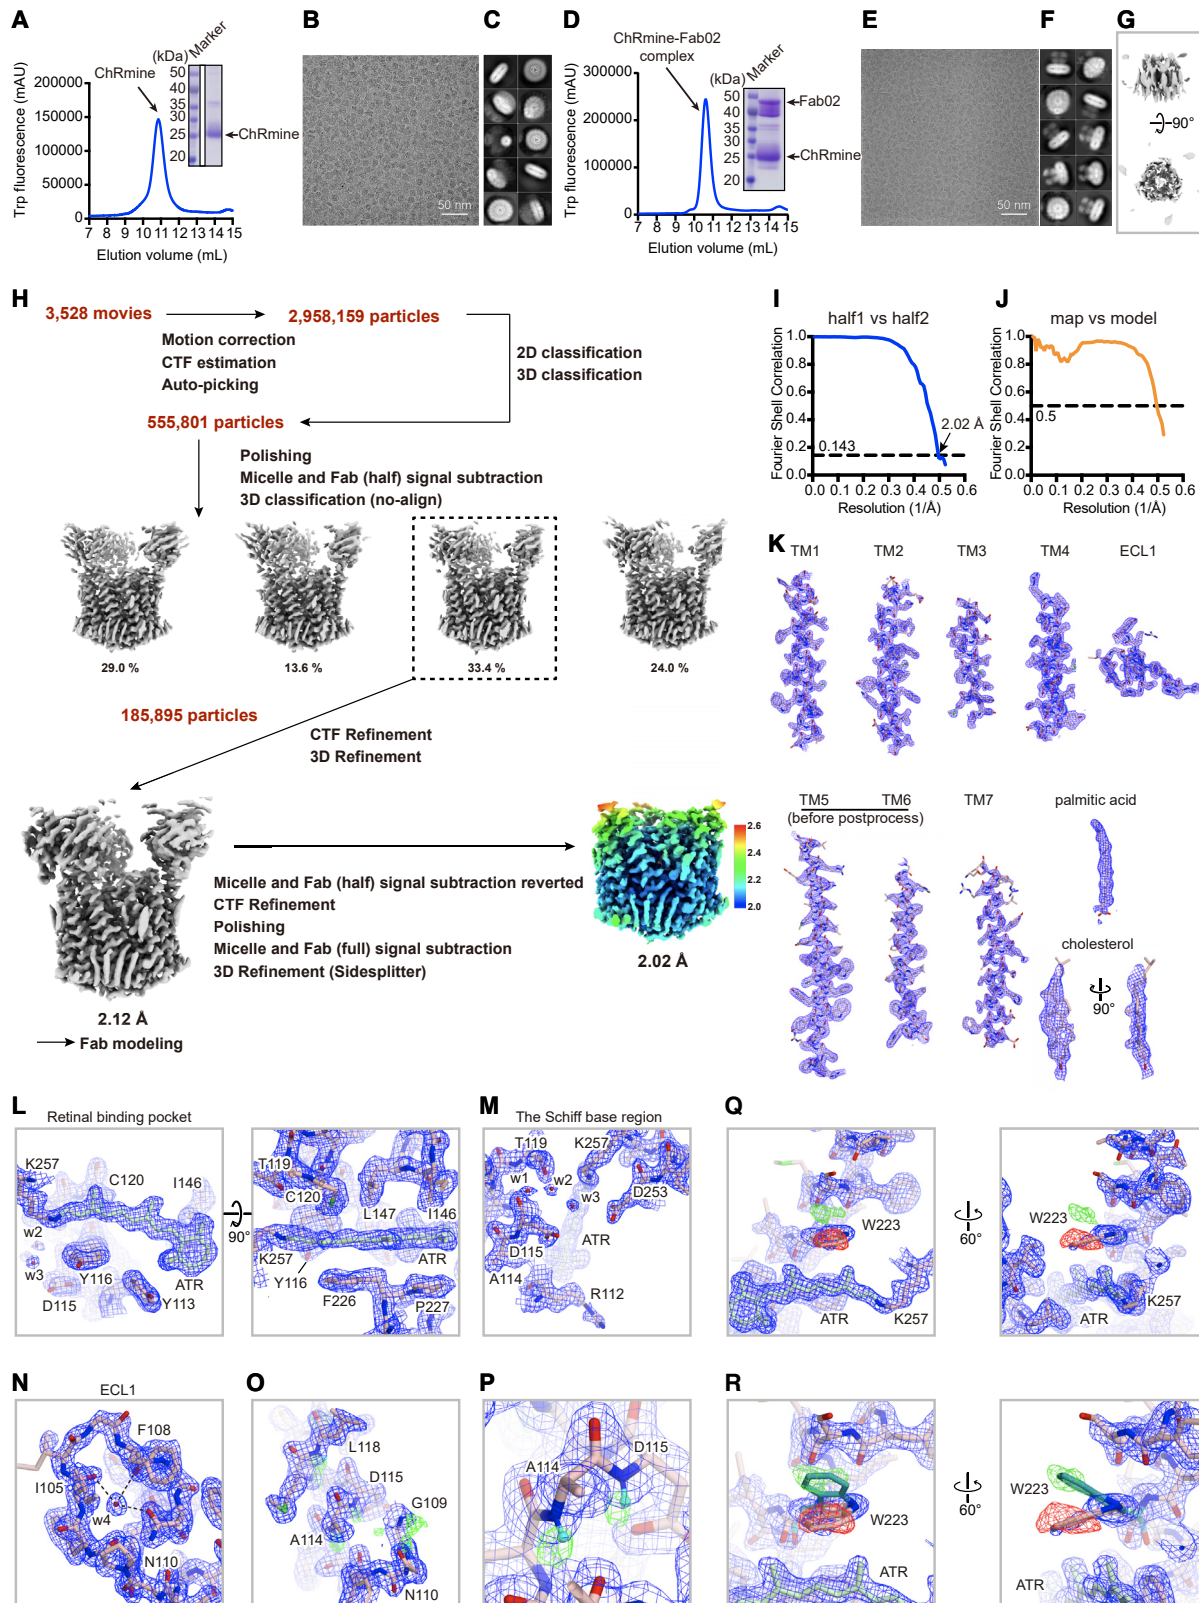 A
B
C
D
E
F
G
(kDa)
Marker
ChRmine
Trp fluorescence (mAU)
200000
150000
100000
50000
0
50
40
35
30
25
20
ChRmine
7 8 9 10 11 12 13 14 15
Elution volume (mL)
50 nm
ChRmine-Fab02
complex
(kDa)
Marker
Trp fluorescence (mAU)
300000
200000
100000
0
50
40
35
30
25
20
Fab02
ChRmine
7 8 9 10 11 12 13 14 15
Elution volume (mL)
50 nm
90°
H
3,528 movies
2,958,159 particles
Motion correction
CTF estimation
Auto-picking
2D classification
3D classification
555,801 particles
Polishing
Micelle and Fab (half) signal subtraction
3D classification (no-align)
29.0 %
13.6 %
33.4 %
24.0 %
185,895 particles
CTF Refinement
3D Refinement
Micelle and Fab (half) signal subtraction reverted
CTF Refinement
Polishing
Micelle and Fab (full) signal subtraction
3D Refinement (Sidesplitter)
2.6
2.4
2.2
2.0
2.02 Å
2.12 Å
Fab modeling
I
half1 vs half2
Fourier Shell Correlation
1.0
0.8
0.6
0.4
0.2
0.0
0.143
2.02 Å
0.0 0.1 0.2 0.3 0.4 0.5 0.6
Resolution (1/Å)
J
map vs model
Fourier Shell Correlation
1.0
0.8
0.6
0.4
0.2
0.0
0.5
0.0 0.1 0.2 0.3 0.4 0.5 0.6
Resolution (1/Å)
K
TM1
TM2
TM3
TM4
ECL1
TM5
TM6
(before postprocess)
TM7
palmitic acid
cholesterol
90°
L
Retinal binding pocket
K257
C120
I146
w2
w3
Y116
ATR
D115
Y113
90°
T119
C120
L147
I146
K257
Y116
ATR
F226
P227
M
The Schiff base region
T119
K257
w1
w2
w3
D253
D115
ATR
A114
R112
Q
W223
ATR
K257
60°
W223
K257
ATR
N
ECL1
F108
I105
w4
N110
O
L118
D115
G109
A114
N110
P
A114
D115
R
W223
ATR
60°
W223
ATR